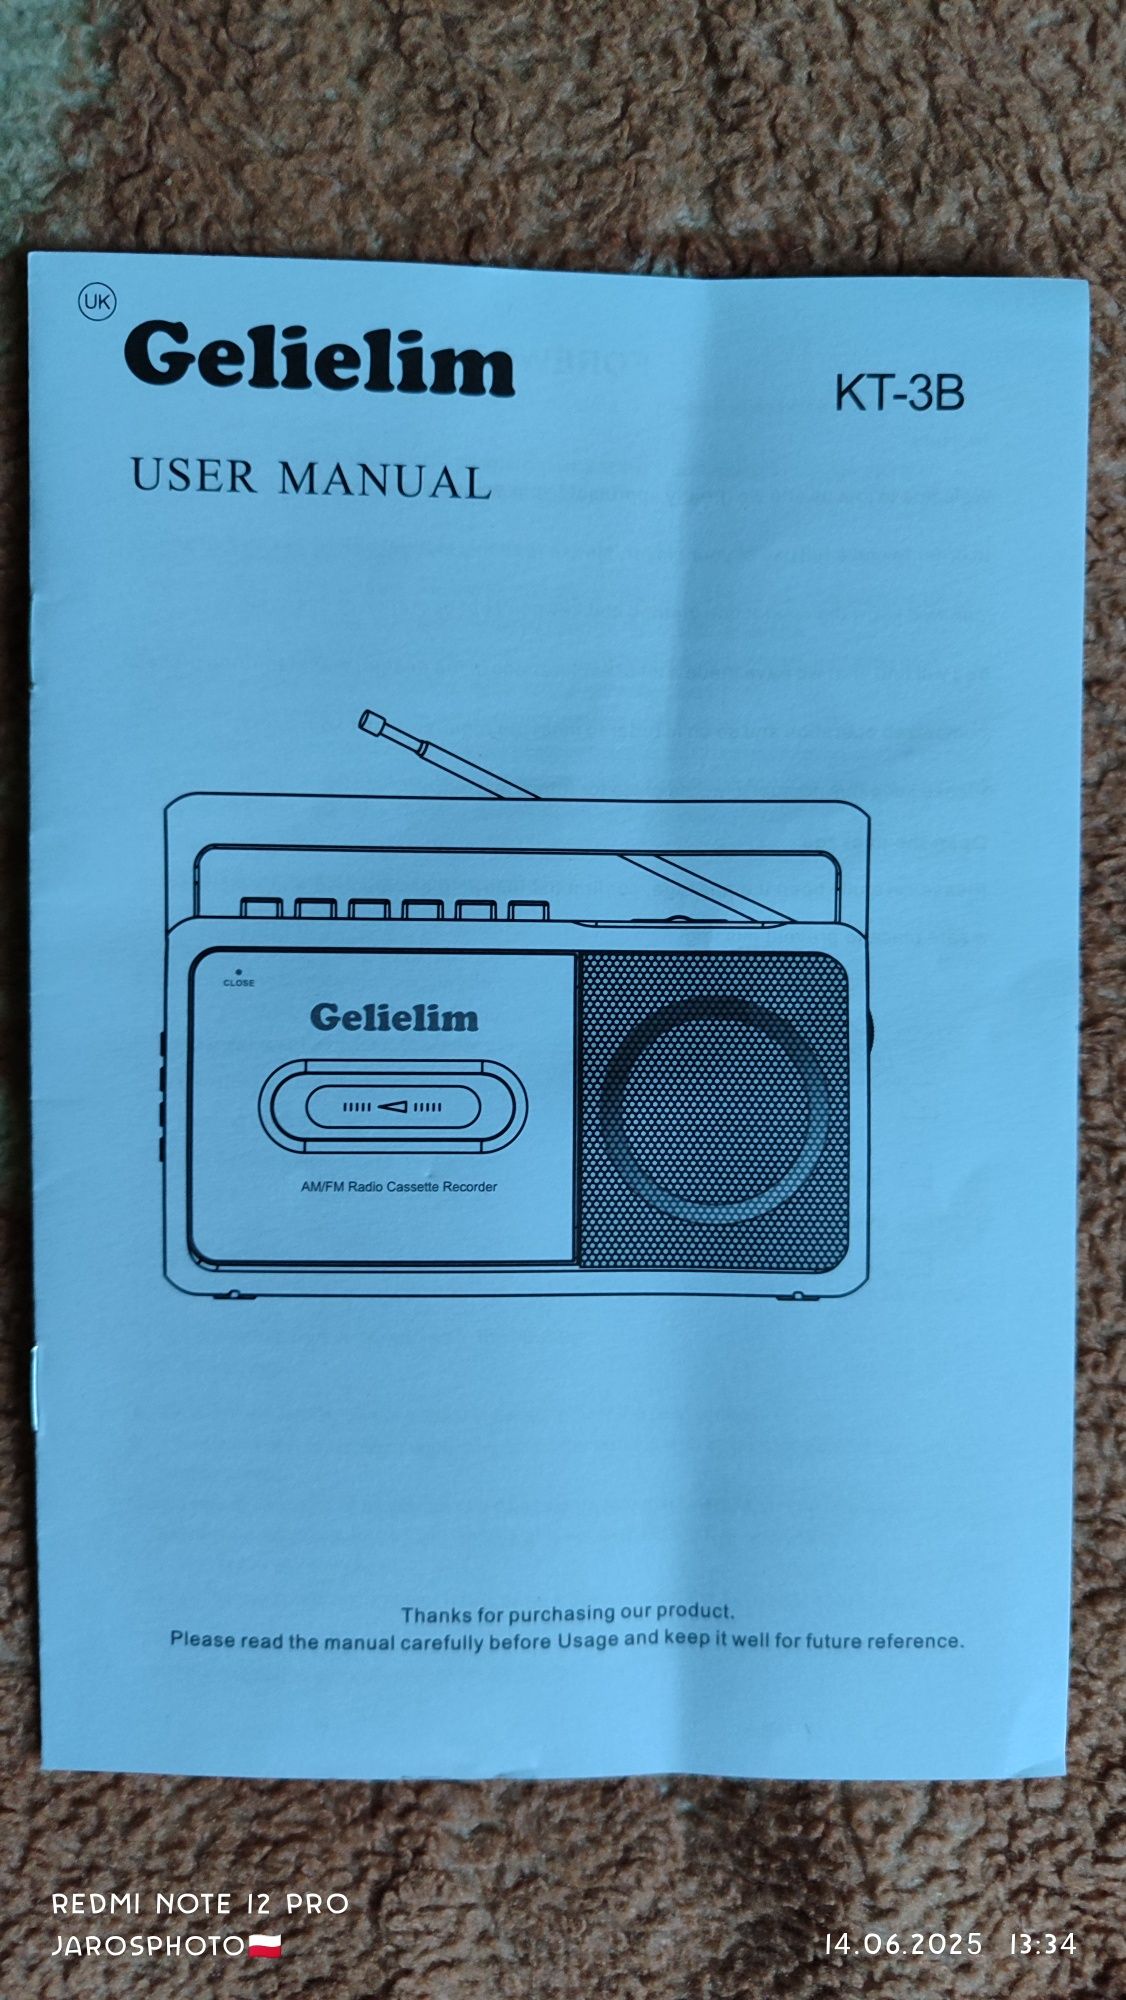 UK
Gelielim
KT-3B
USER MANUAL
CLOSE
Gelielim
AM/FM Radio Cassette Recorder
Thanks for purchasing our product.
Please read the manual carefully before Usage and keep it well for future reference.
REDMI NOTE 12 PRO
JAROSPHOTO🇵🇱
14.06.2025 13:34